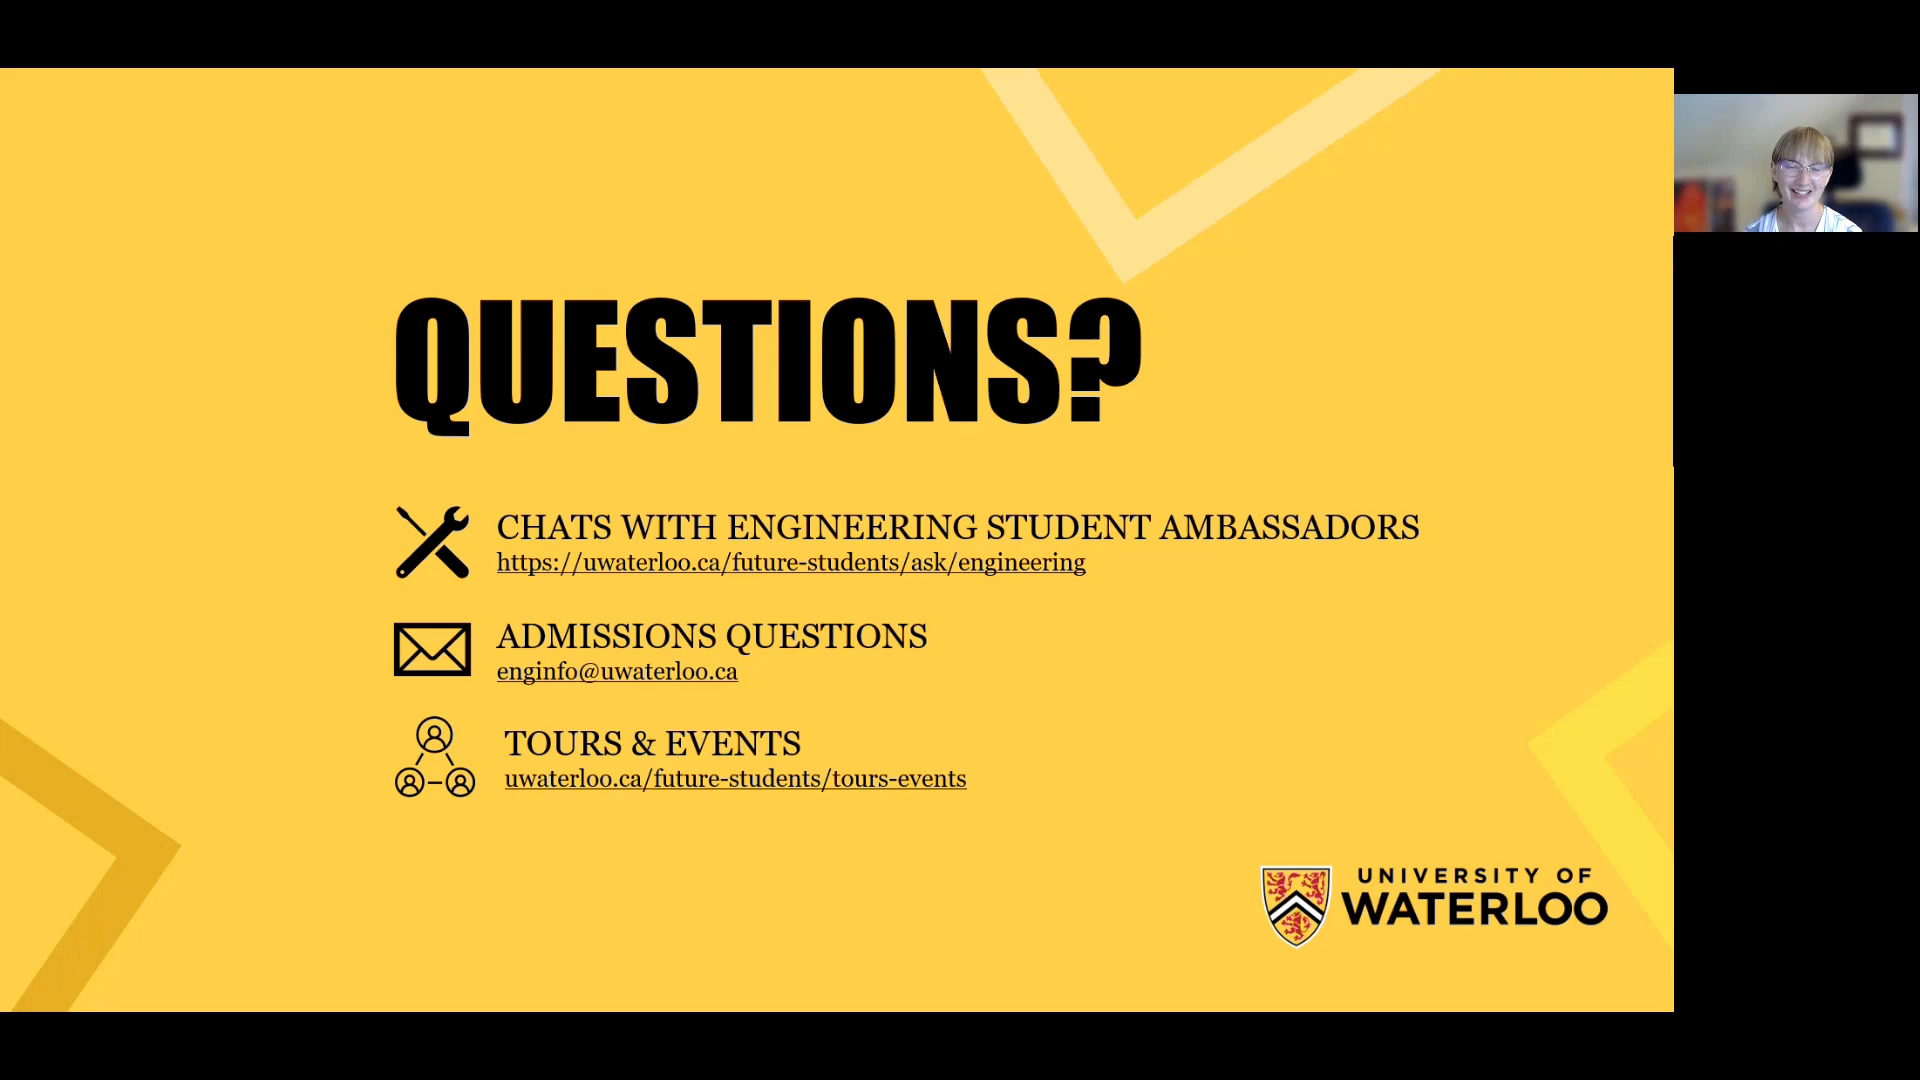 QUESTIONS?
CHATS WITH ENGINEERING STUDENT AMBASSADORS
https://uwaterloo.ca/future-students/ask/engineering
ADMISSIONS QUESTIONS
enginfo@uwaterloo.ca
TOURS & EVENTS
uwaterloo.ca/future-students/tours-events
UNIVERSITY OF
WATERLOO